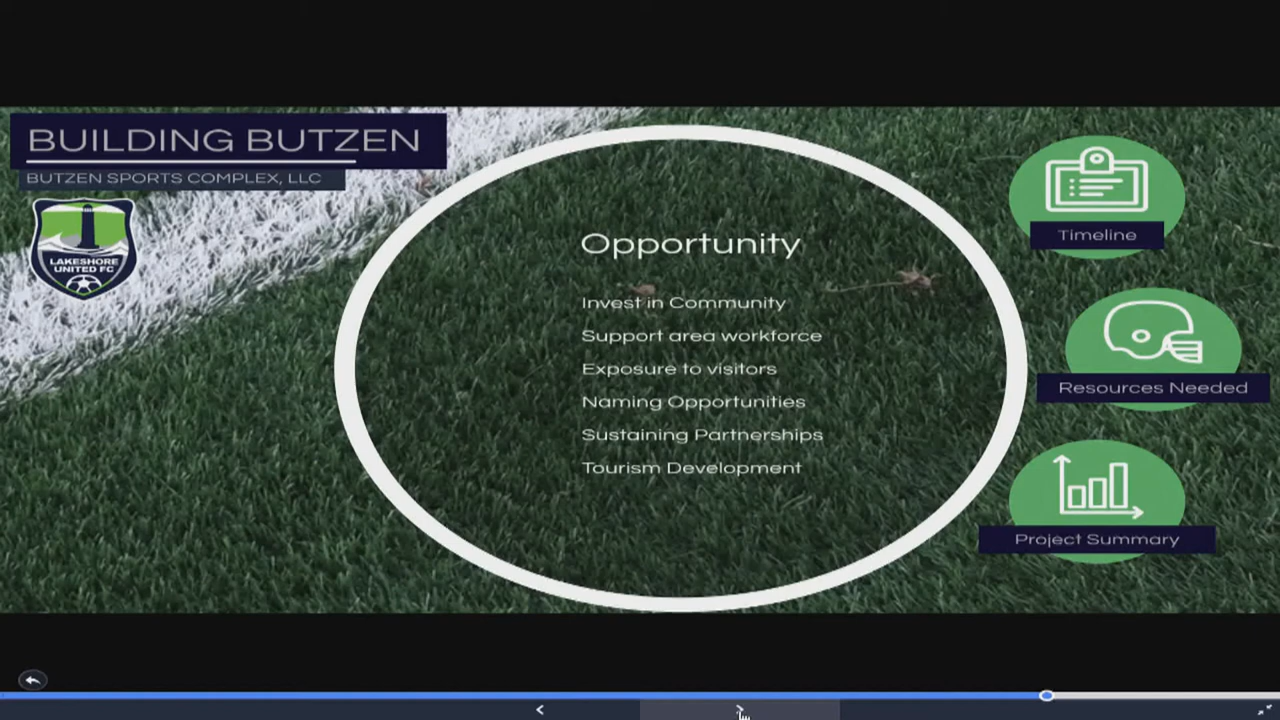 BUILDING BUTZEN
BUTZEN SPORTS COMPLEX, LLC
LAKESHORE
UNITED FC
Opportunity
Invest in Community
Support area workforce
Exposure to visitors
Naming Opportunities
Sustaining Partnerships
Tourism Development
Timeline
Resources Needed
Project Summary